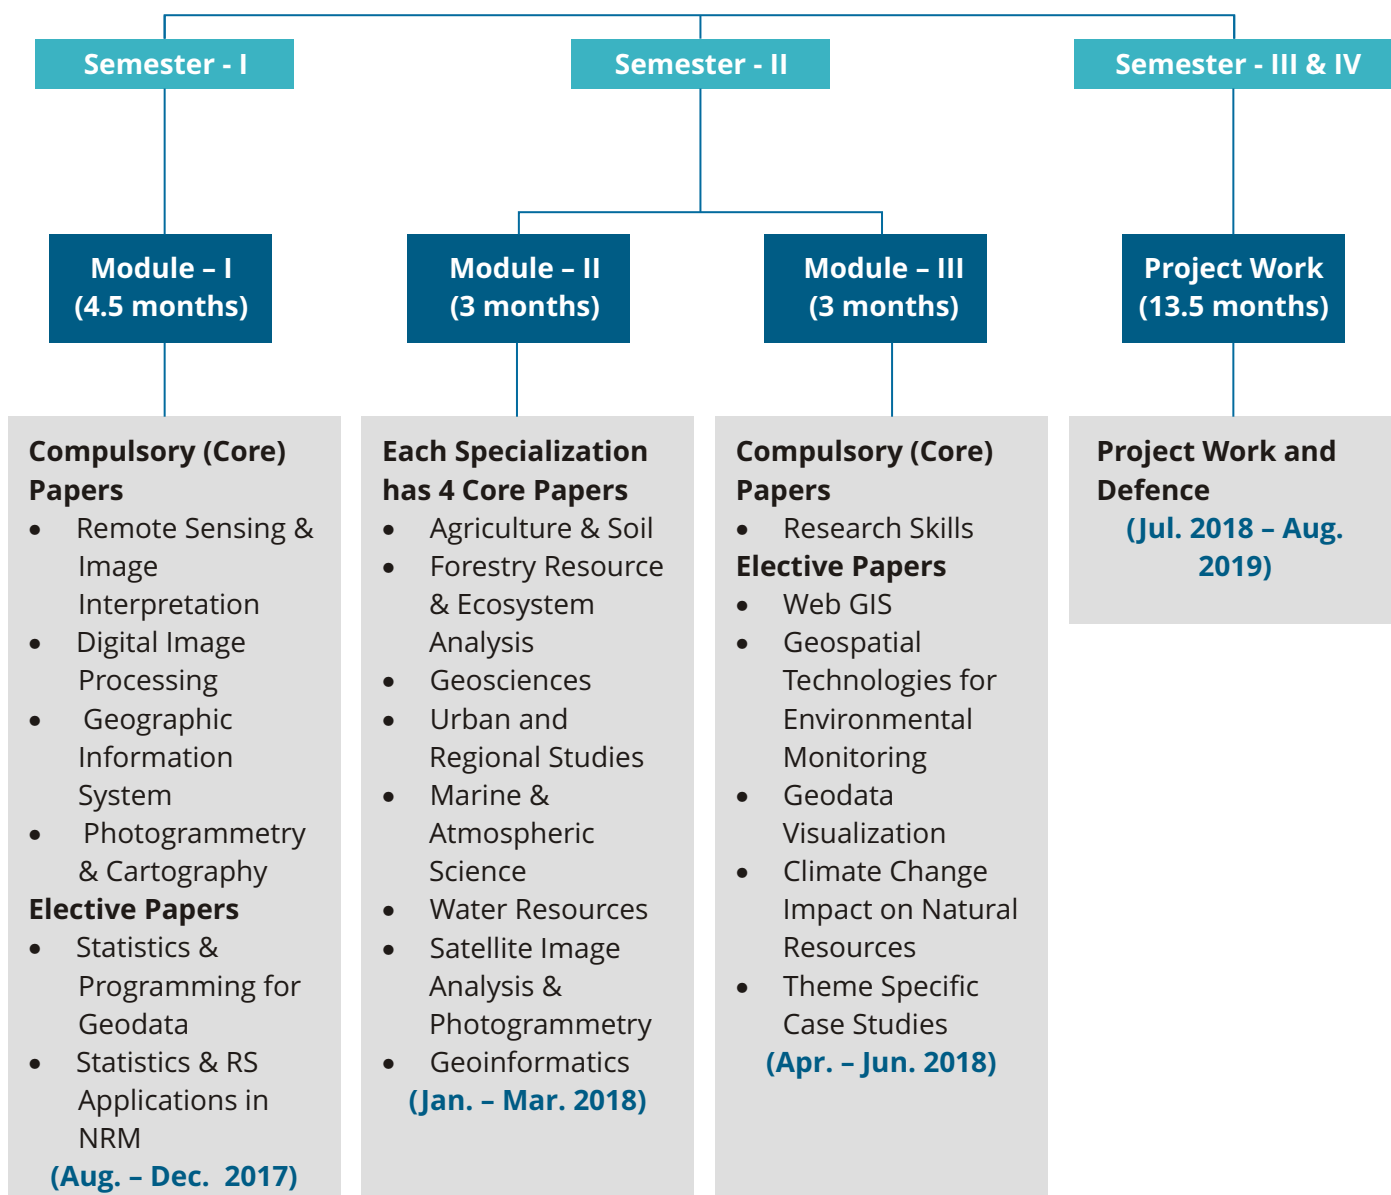 Semester - I
Semester - II
Semester - III & IV
Module – I
(4.5 months)
Module – II
(3 months)
Module – III
(3 months)
Project Work
(13.5 months)
Compulsory (Core)
Papers
• Remote Sensing &
Image
Interpretation
• Digital Image
Processing
• Geographic
Information
System
• Photogrammetry
& Cartography
Elective Papers
• Statistics &
Programming for
Geodata
• Statistics & RS
Applications in
NRM
(Aug. – Dec. 2017)
Each Specialization
has 4 Core Papers
• Agriculture & Soil
• Forestry Resource
& Ecosystem
Analysis
• Geosciences
• Urban and
Regional Studies
• Marine &
Atmospheric
Science
• Water Resources
• Satellite Image
Analysis &
Photogrammetry
• Geoinformatics
(Jan. – Mar. 2018)
Compulsory (Core)
Papers
• Research Skills
Elective Papers
• Web GIS
• Geospatial
Technologies for
Environmental
Monitoring
• Geodata
Visualization
• Climate Change
Impact on Natural
Resources
• Theme Specific
Case Studies
(Apr. – Jun. 2018)
Project Work and
Defence
(Jul. 2018 – Aug.
2019)